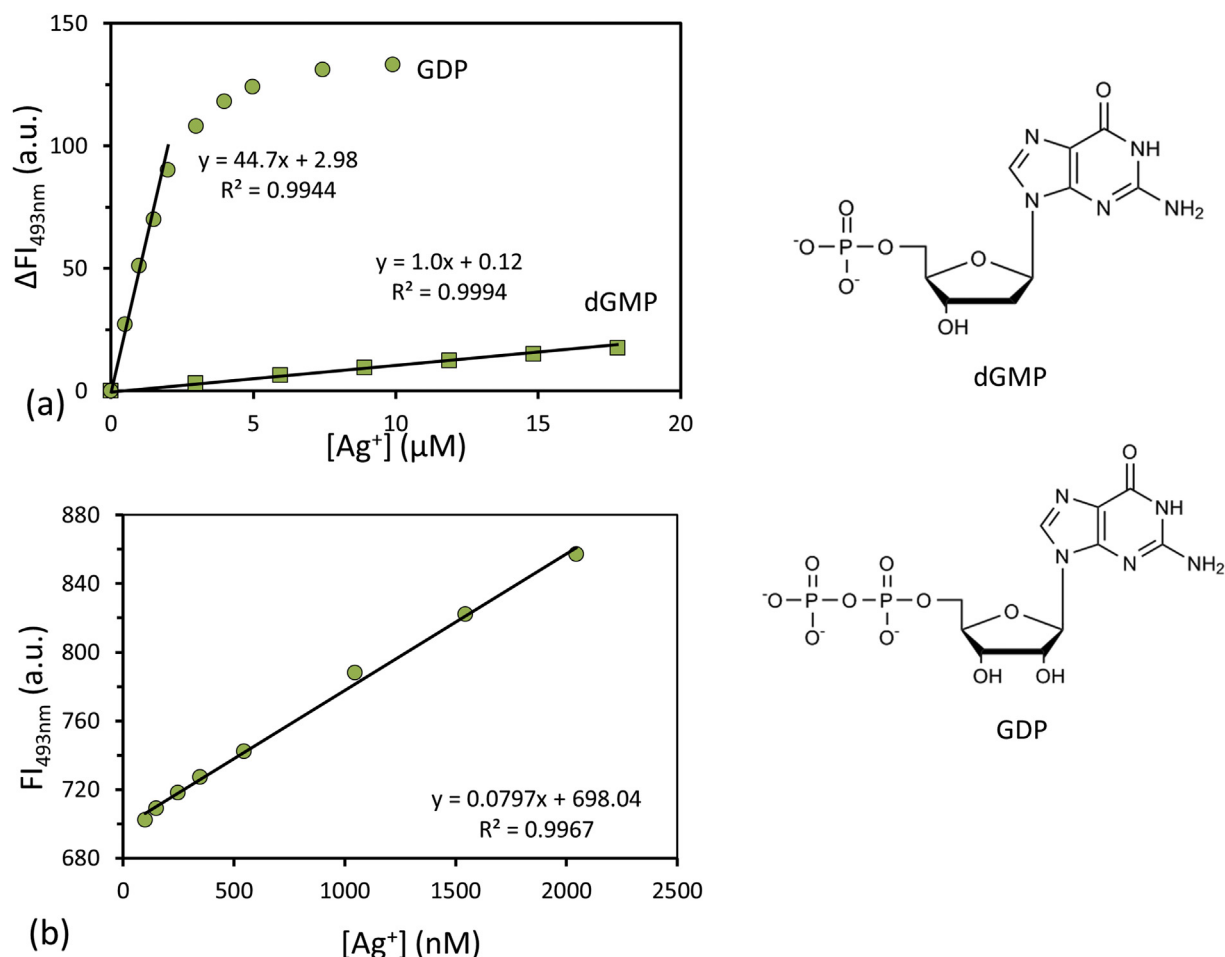 150
100
50
0
ΔFI493nm (a.u.)
GDP
y = 44.7x + 2.98
R² = 0.9944
y = 1.0x + 0.12
R² = 0.9994
dGMP
(a)
0 5 10 15 20
[Ag⁺] (μM)
O
N
NH
N
N
NH₂
O
⁻O
P
O
O⁻
O
OH
dGMP
880
840
800
760
720
680
FI493nm (a.u.)
y = 0.0797x + 698.04
R² = 0.9967
0 500 1000 1500 2000 2500
(b)
[Ag⁺] (nM)
O
N
NH
N
N
NH₂
O
O
⁻O
P
O
P
O
O⁻
O⁻
O
OH
OH
GDP